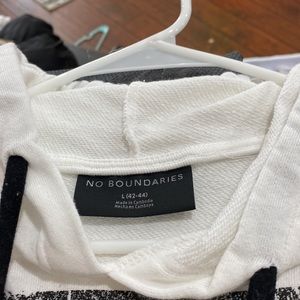 NO BOUNDARIES
L (42-44)
Made in Cambodia
Hecho en Camboya